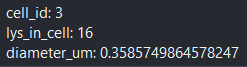 cell_id: 3
lys_in_cell: 16
diameter_um: 0.3585749864578247